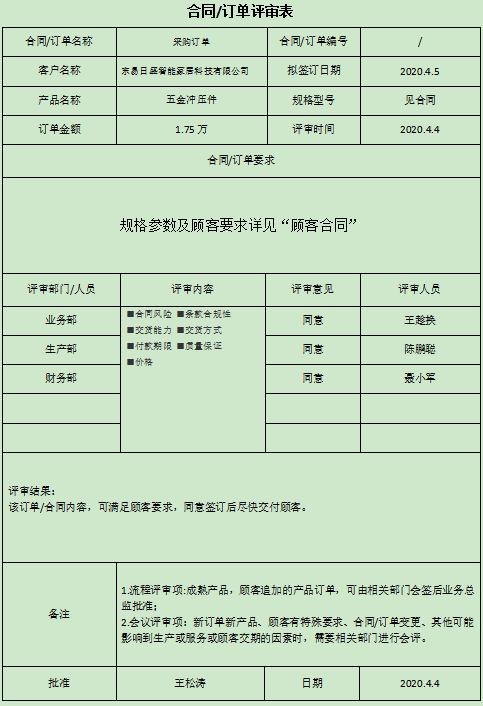 合同/订单评审表
合同/订单名称 采购订单 合同/订单编号 /
客户名称 东易日盛智能家居科技有限公司 拟签订日期 2020.4.5
产品名称 五金冲压件 规格型号 见合同
订单金额 1.75 万 评审时间 2020.4.4
合同/订单要求
规格参数及顾客要求详见“顾客合同”
评审部门/人员 评审内容 评审意见 评审人员
业务部 ■合同风险 ■条款合规性 同意 王趁换
■交货能力 ■交货方式
生产部 ■付款期限 ■质量保证 同意 陈鹏聪
■价格
财务部 同意 聂小军
评审结果：
该订单/合同内容，可满足顾客要求，同意签订后尽快交付顾客。
备注
1.流程评审项:成熟产品，顾客追加的产品订单，可由相关部门会签后业务总
监批准；
2.会议评审项：新订单新产品、顾客有特殊要求、合同/订单变更、其他可能
影响到生产或服务或顾客交期的因素时，需要相关部门进行会评。
批准 王松涛 日期 2020.4.4